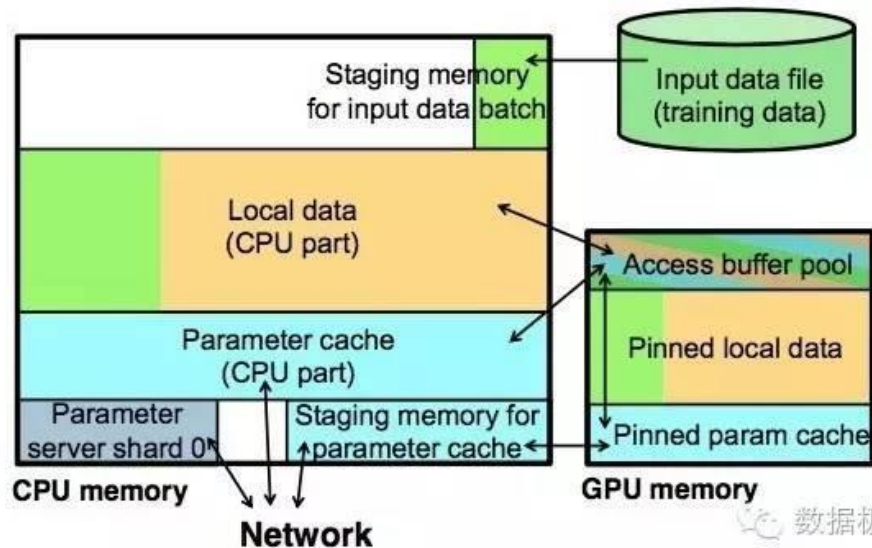 Staging memory
for input data batch
Input data file
(training data)
Local data
(CPU part)
Access buffer pool
Pinned local data
Parameter cache
(CPU part)
Parameter
server shard 0
Staging memory for
parameter cache
Pinned param cache
CPU memory
GPU memory
Network
数据